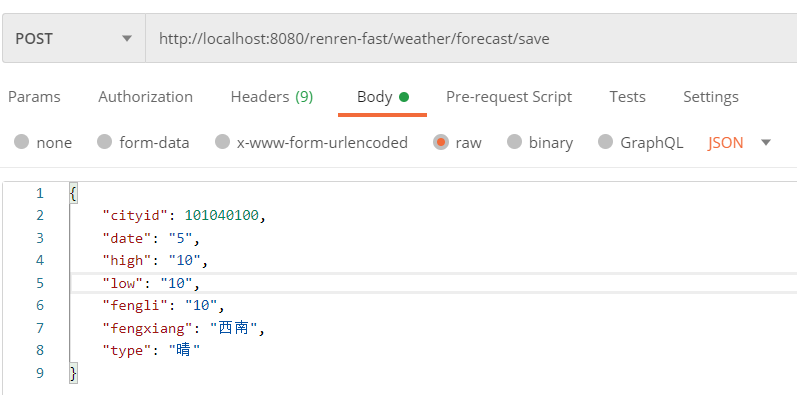 POST http://localhost:8080/renren-fast/weather/forecast/save
Params Authorization Headers (9) Body Pre-request Script Tests Settings
none form-data x-www-form-urlencoded raw binary GraphQL JSON
1 {
2 "cityid": 101040100,
3 "date": "5",
4 "high": "10",
5 "low": "10",
6 "fengli": "10",
7 "fengxiang": "西南",
8 "type": "晴"
9 }